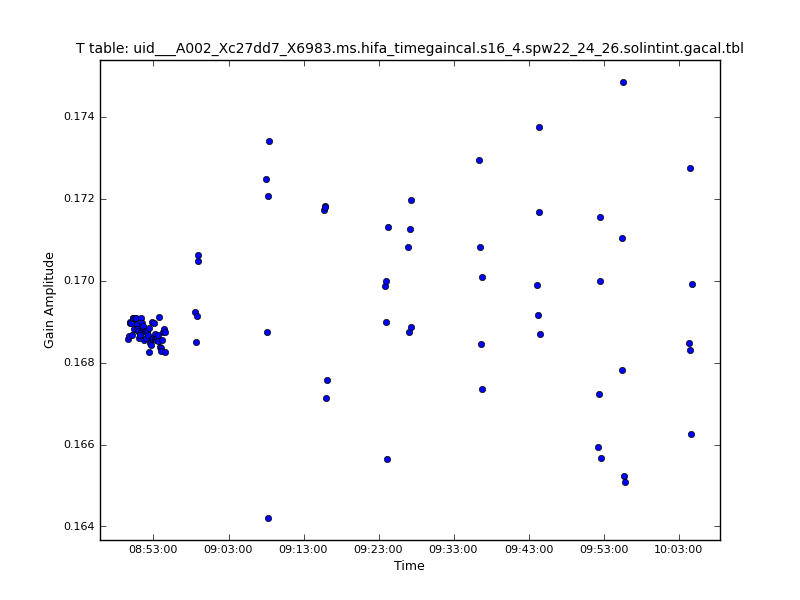 T table: uid___A002_Xc27dd7_X6983.ms.hifa_timegaincal.s16_4.spw22_24_26.solintint.gacal.tbl
0.174
0.172
0.170
0.168
0.166
0.164
Gain Amplitude
08:53:00 09:03:00 09:13:00 09:23:00 09:33:00 09:43:00 09:53:00 10:03:00
Time